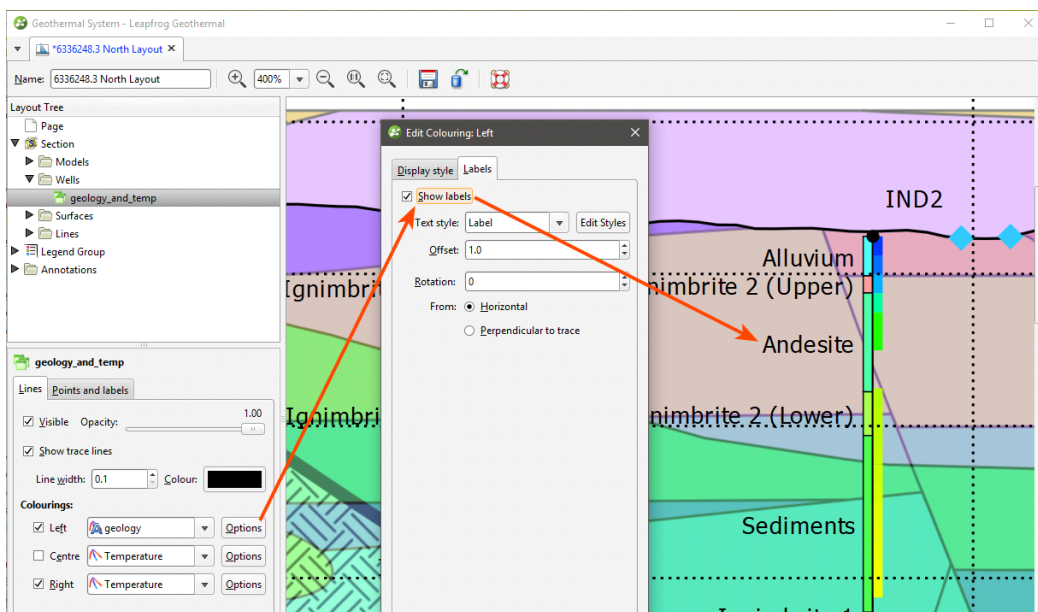 Geothermal System - Leapfrog Geothermal
*6336248.3 North Layout
Name: 6336248.3 North Layout
400%
1:1
Layout Tree
Page
Section
Models
Wells
geology_and_temp
Surfaces
Lines
Legend Group
Annotations
geology_and_temp
Lines
Points and labels
Visible
Opacity:
1.00
Show trace lines
Line width: 0.1
Colour:
Colourings:
Left
geology
Options
Centre
Temperature
Options
Right
Temperature
Options
Edit Colouring: Left
Display style
Labels
Show labels
Text style: Label
Edit Styles
Offset: 1.0
Rotation: 0
From:
Horizontal
Perpendicular to trace
IND2
Alluvium
Ignimbri
nimbrite 2 (Upper)
Andesite
Ignimbri
nimbrite 2 (Lower)
Sediments